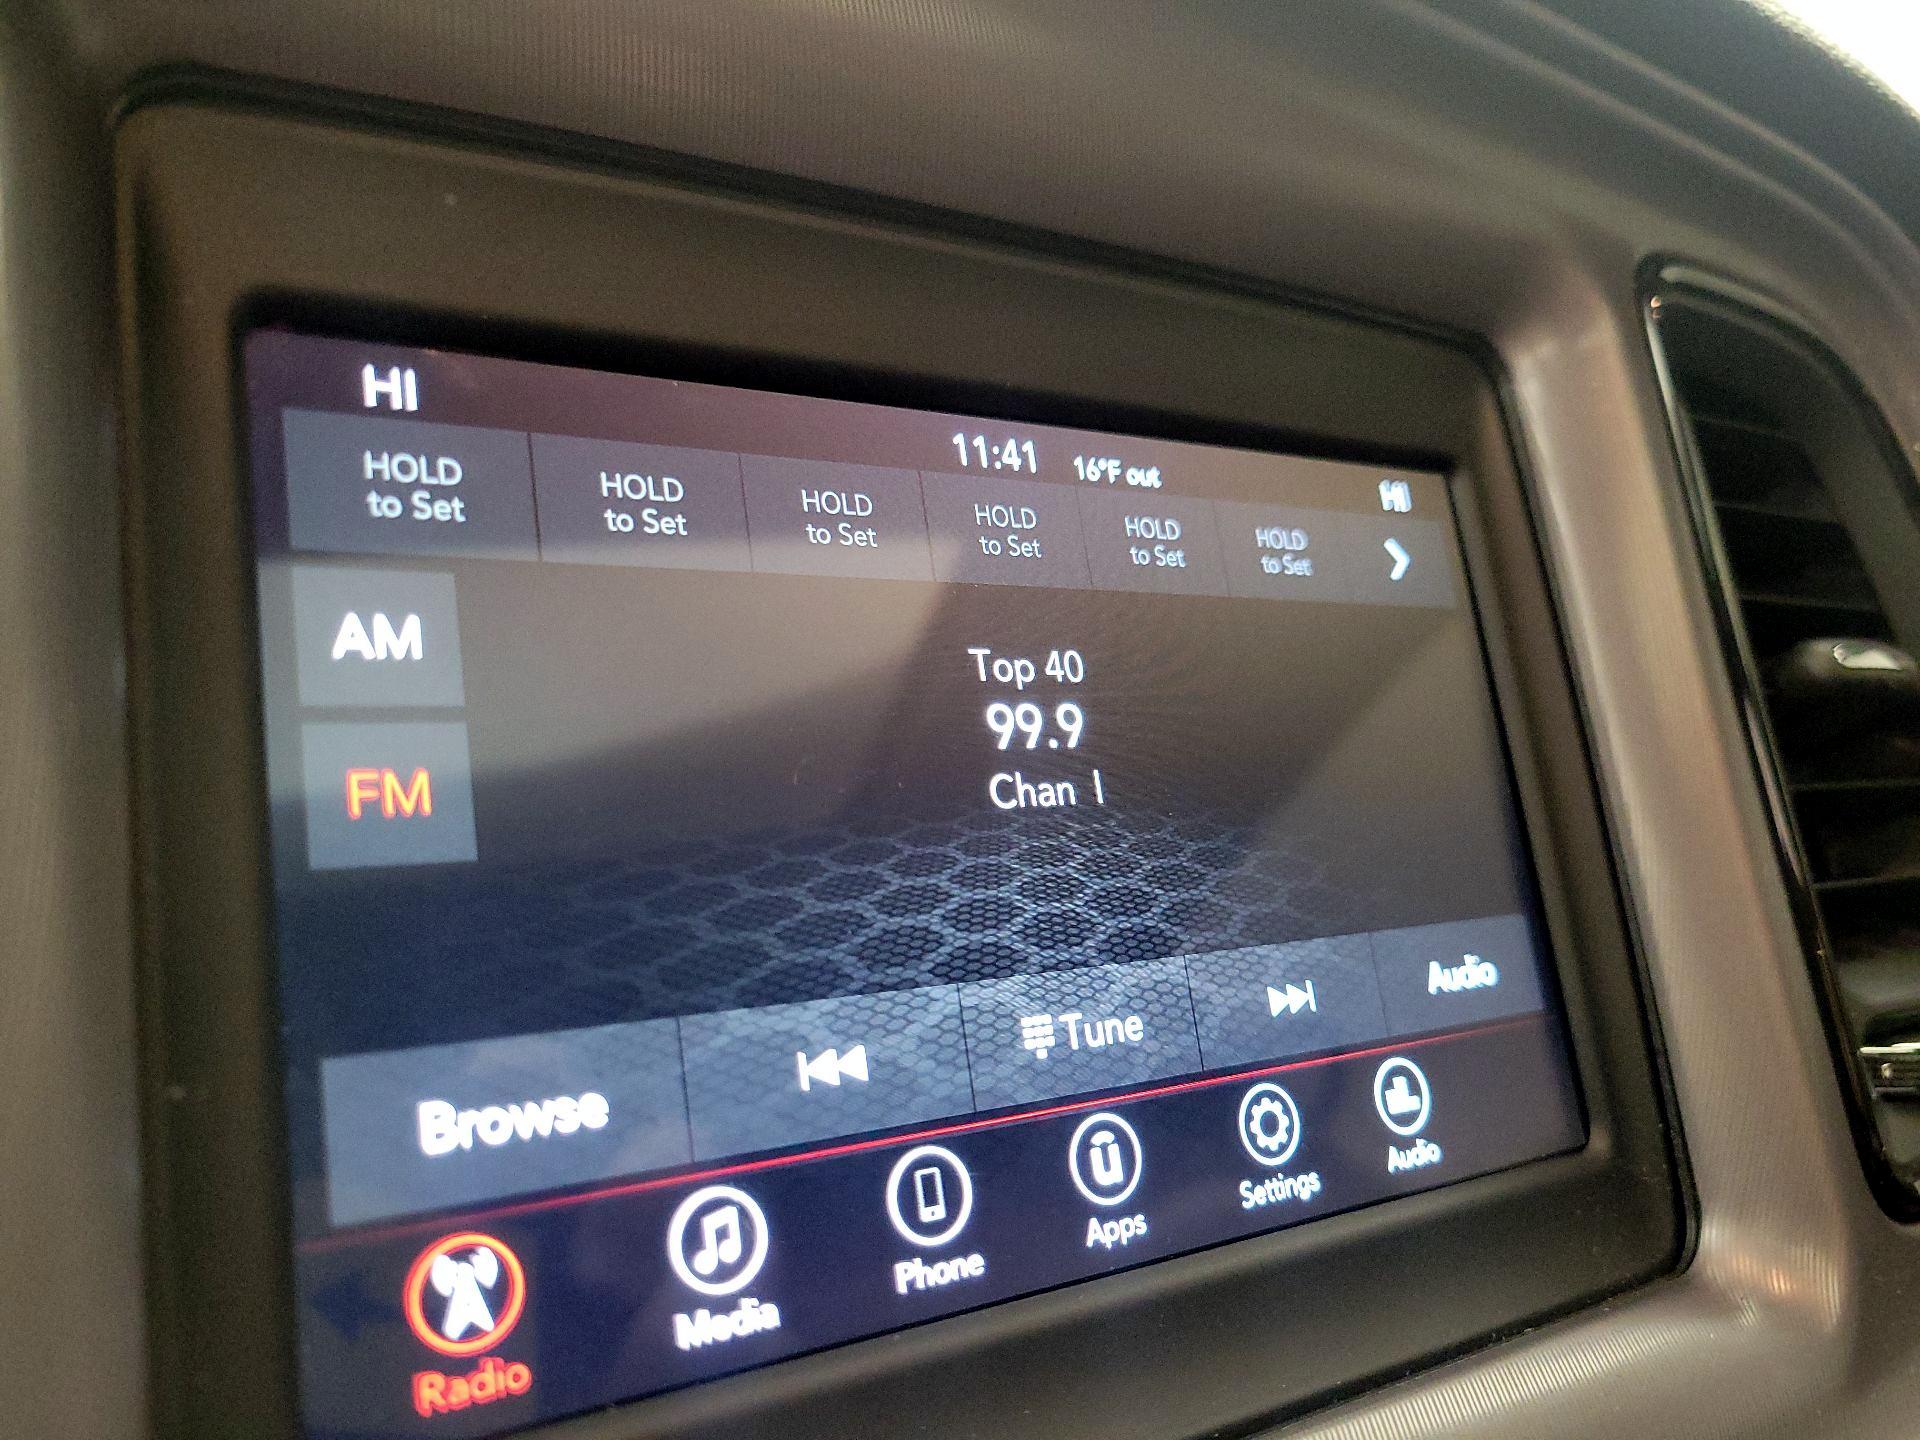 HI
11:41 16°F out
HI
HOLD
to Set
HOLD
to Set
HOLD
to Set
HOLD
to Set
HOLD
to Set
HOLD
to Set
AM
FM
Top 40
99.9
Chan 1
Browse
Tune
Audio
Radio
Media
Phone
Apps
Settings
Audio